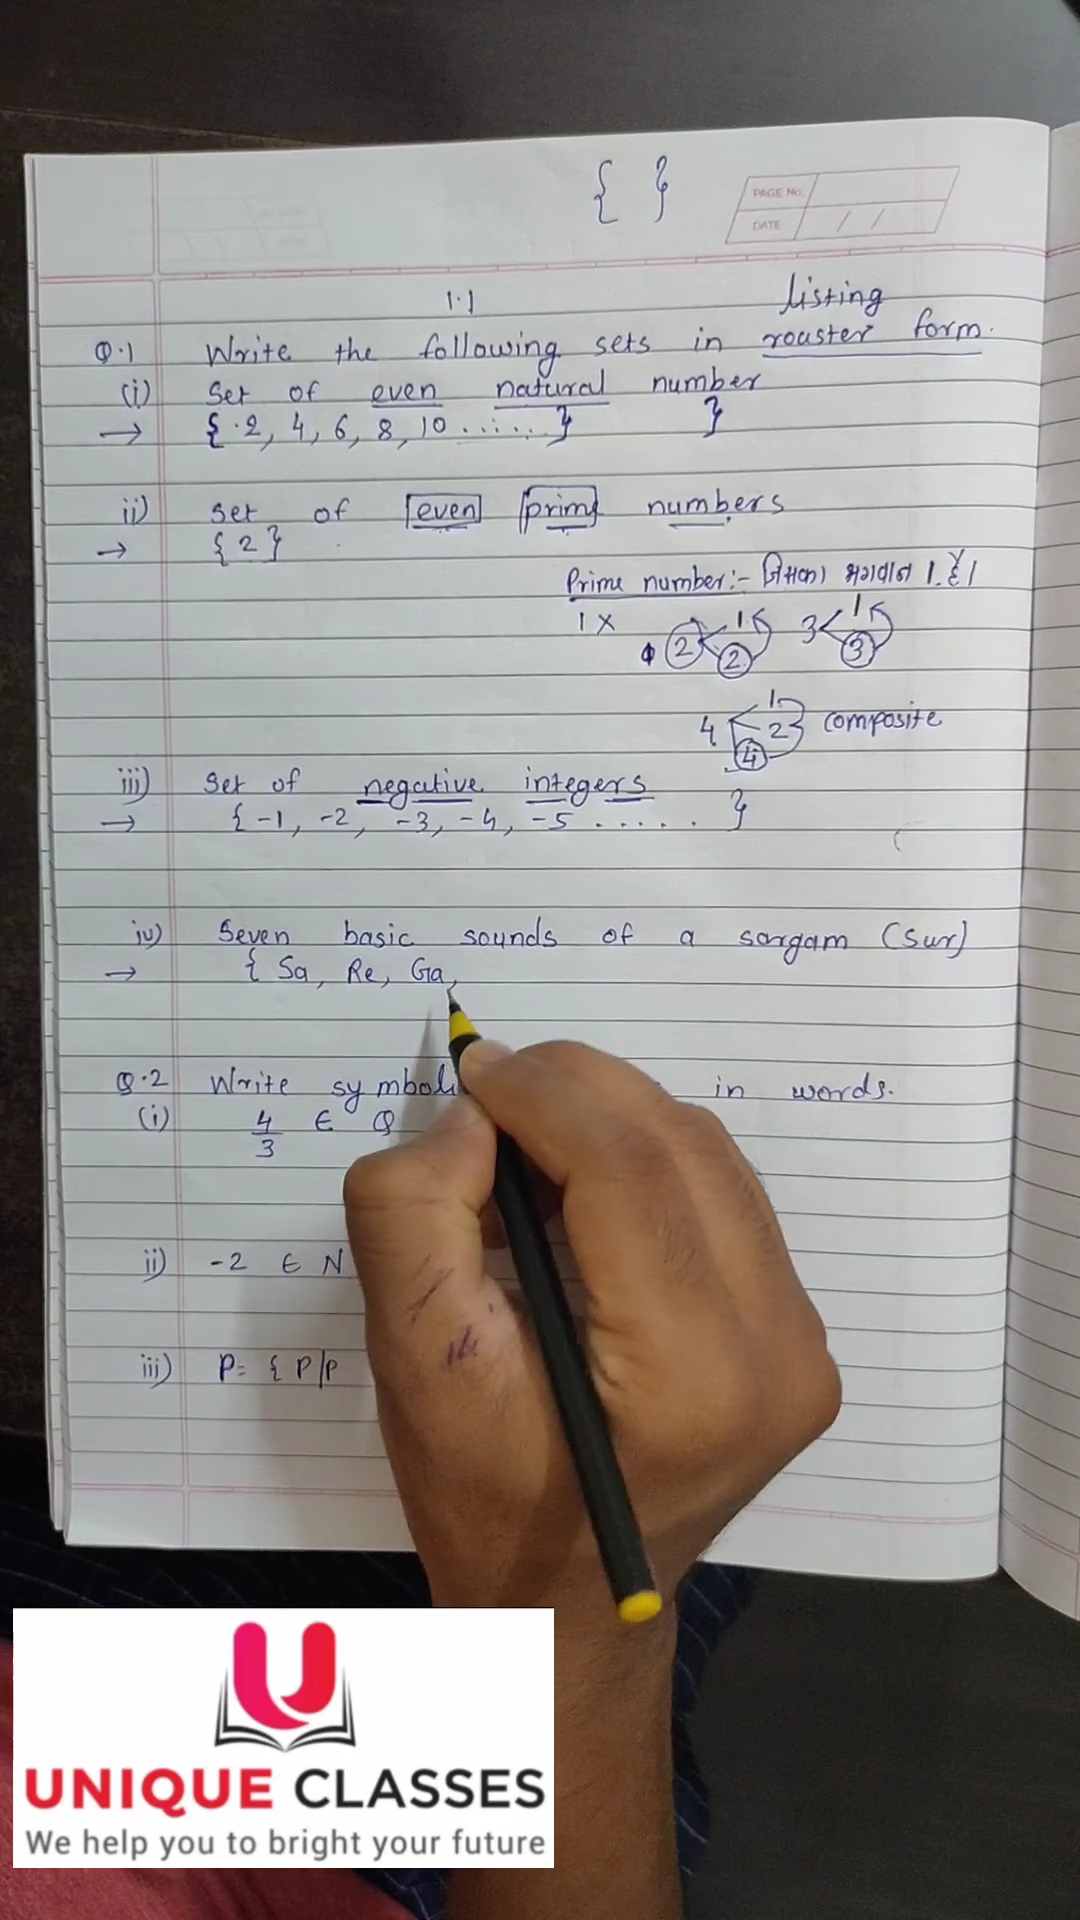 { }
PAGE No.
DATE / /
1.1
listing
Q.1 Write the following sets in rouster form.
(i) Set of even natural number
→ { 2, 4, 6, 8, 10 ...... } }
ii) Set of even prime numbers
→ { 2 }
Prime number:- जिसका भगवान 1 है।
1 X
2 1 2 3 1 3
4 1 2 4 composite
iii) Set of negative integers
→ { -1, -2, -3, -4, -5 ..... }
iv) Seven basic sounds of a sargam (sur)
→ { Sa, Re, Ga,
Q.2 Write symbol in words.
(i) 4/3 ∈ Q
ii) -2 ∈ N
iii) P= { P/P
UNIQUE CLASSES
We help you to bright your future